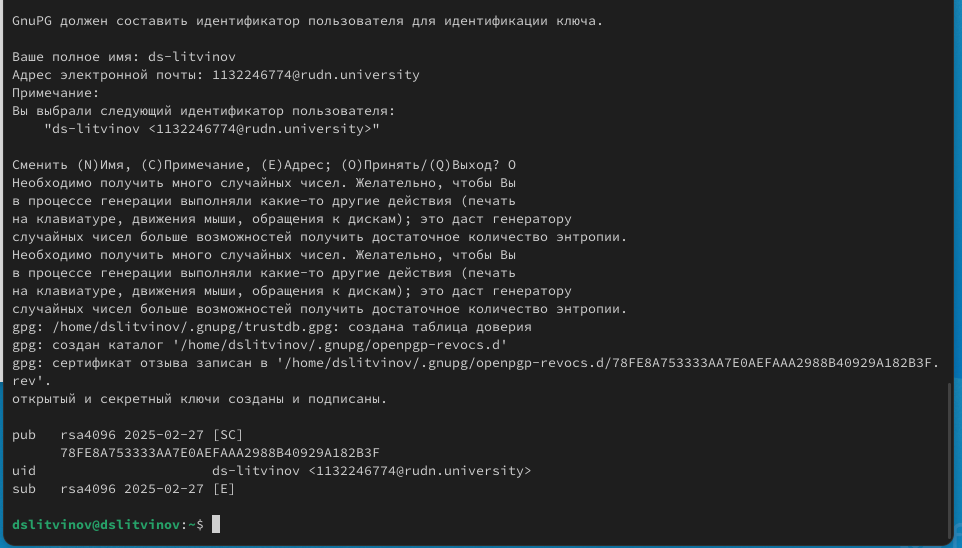 GnuPG должен составить идентификатор пользователя для идентификации ключа.
Ваше полное имя: ds-litvinov
Адрес электронной почты: 1132246774@rudn.university
Примечание:
Вы выбрали следующий идентификатор пользователя:
"ds-litvinov <1132246774@rudn.university>"
Сменить (N)Имя, (C)Примечание, (E)Адрес; (O)Принять/(Q)Выход? O
Необходимо получить много случайных чисел. Желательно, чтобы Вы
в процессе генерации выполняли какие-то другие действия (печать
на клавиатуре, движения мыши, обращения к дискам); это даст генератору
случайных чисел больше возможностей получить достаточное количество энтропии.
Необходимо получить много случайных чисел. Желательно, чтобы Вы
в процессе генерации выполняли какие-то другие действия (печать
на клавиатуре, движения мыши, обращения к дискам); это даст генератору
случайных чисел больше возможностей получить достаточное количество энтропии.
gpg: /home/dslitvinov/.gnupg/trustdb.gpg: создана таблица доверия
gpg: создан каталог '/home/dslitvinov/.gnupg/openpgp-revocs.d'
gpg: сертификат отзыва записан в '/home/dslitvinov/.gnupg/openpgp-revocs.d/78FE8A753333AA7E0AEFAAA2988B40929A182B3F.
rev'.
открытый и секретный ключи созданы и подписаны.
pub   rsa4096 2025-02-27 [SC]
78FE8A753333AA7E0AEFAAA2988B40929A182B3F
uid                      ds-litvinov <1132246774@rudn.university>
sub   rsa4096 2025-02-27 [E]
dslitvinov@dslitvinov:~$